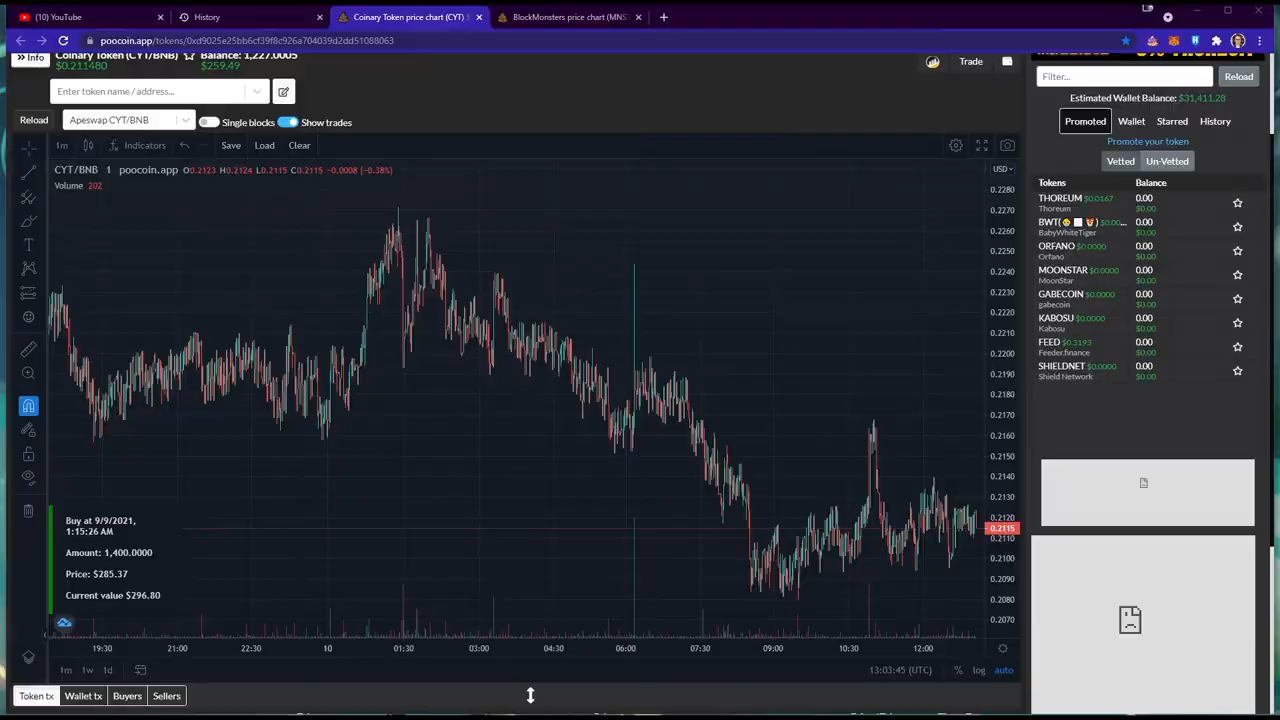 (10) YouTube
History
Coinary Token price chart (CYT) $
BlockMonsters price chart (MNS
poocoin.app/tokens/0xd9025e25bb6cf39f8c926a704039d2dd51088063
Info
Coinary Token (CYT/BNB)
$0.211480
Balance: 1,227.0005
$259.49
Trade
Enter token name / address...
Reload
Apeswap CYT/BNB
Single blocks
Show trades
1m
Indicators
Save
Load
Clear
CYT/BNB 1 poocoin.app O0.2123 H0.2124 L0.2115 C0.2115 -0.0008 (-0.38%)
Volume 202
USD
0.2280
0.2270
0.2260
0.2250
0.2240
0.2230
0.2220
0.2210
0.2200
0.2190
0.2180
0.2170
0.2160
0.2150
0.2140
0.2130
0.2120
0.2115
0.2110
0.2100
0.2090
0.2080
0.2070
Buy at 9/9/2021,
1:15:26 AM
Amount: 1,400.0000
Price: $285.37
Current value $296.80
19:30 21:00 22:30 10 01:30 03:00 04:30 06:00 07:30 09:00 10:30 12:00
1m 1w 1d
13:03:45 (UTC)
% log auto
Token tx
Wallet tx
Buyers
Sellers
Filter...
Reload
Estimated Wallet Balance: $31,411.28
Promoted
Wallet
Starred
History
Promote your token
Vetted
Un-Vetted
Tokens Balance
THOREUM $0.0167 0.00
Thoreum $0.00
BWT( ) $0.00... 0.00
BabyWhiteTiger $0.00
ORFANO $0.0000 0.00
Orfano $0.00
MOONSTAR $0.0000 0.00
MoonStar $0.00
GABECOIN $0.0000 0.00
gabecoin $0.00
KABOSU $0.0000 0.00
Kabosu $0.00
FEED $0.3193 0.00
Feeder.finance $0.00
SHIELDNET $0.0000 0.00
Shield Network $0.00